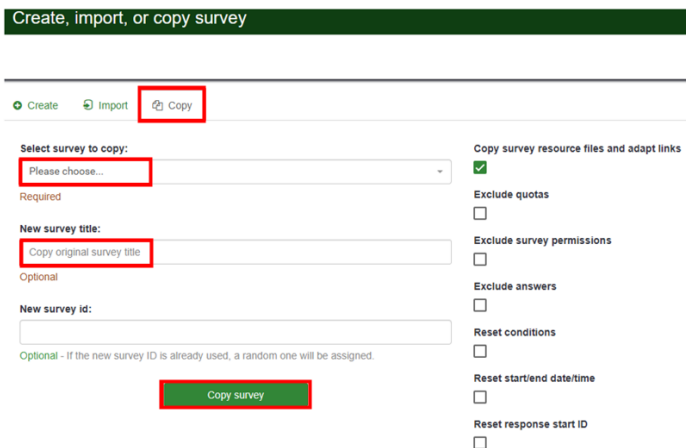 Create, import, or copy survey
Create
Import
Copy
Select survey to copy:
Please choose...
Required
New survey title:
Copy original survey title
Optional
New survey id:
Optional - If the new survey ID is already used, a random one will be assigned.
Copy survey
Copy survey resource files and adapt links
Exclude quotas
Exclude survey permissions
Exclude answers
Reset conditions
Reset start/end date/time
Reset response start ID